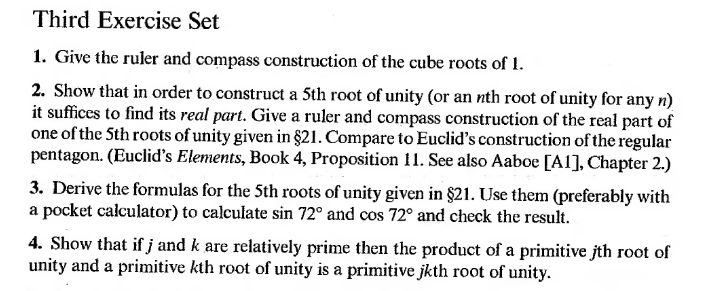 Third Exercise Set
1. Give the ruler and compass construction of the cube roots of 1.
2. Show that in order to construct a 5th root of unity (or an nth root of unity for any n)
it suffices to find its real part. Give a ruler and compass construction of the real part of
one of the 5th roots of unity given in §21. Compare to Euclid's construction of the regular
pentagon. (Euclid's Elements, Book 4, Proposition 11. See also Aaboe [A1], Chapter 2.)
3. Derive the formulas for the 5th roots of unity given in §21. Use them (preferably with
a pocket calculator) to calculate sin 72° and cos 72° and check the result.
4. Show that if j and k are relatively prime then the product of a primitive jth root of
unity and a primitive kth root of unity is a primitive jkth root of unity.